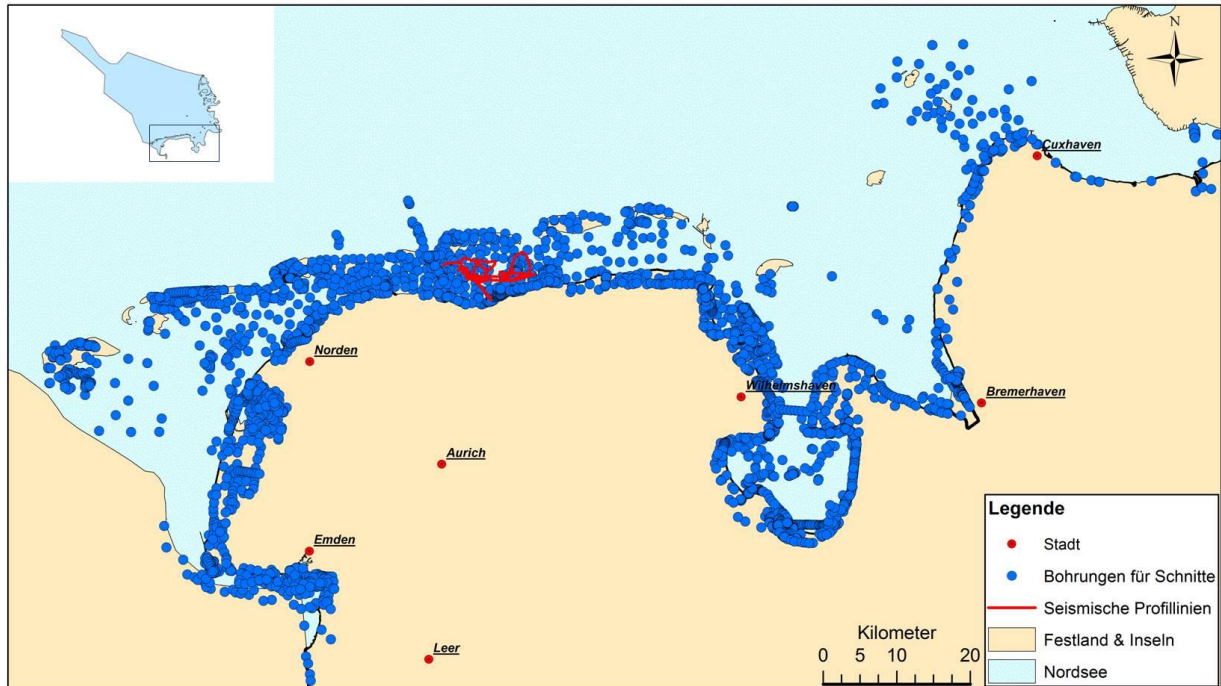 N
Cuxhaven
Norden
Wilhelmshaven
Bremerhaven
Aurich
Emden
Leer
Kilometer
0 5 10 20
Legende
Stadt
Bohrungen für Schnitte
Seismische Profillinien
Festland & Inseln
Nordsee